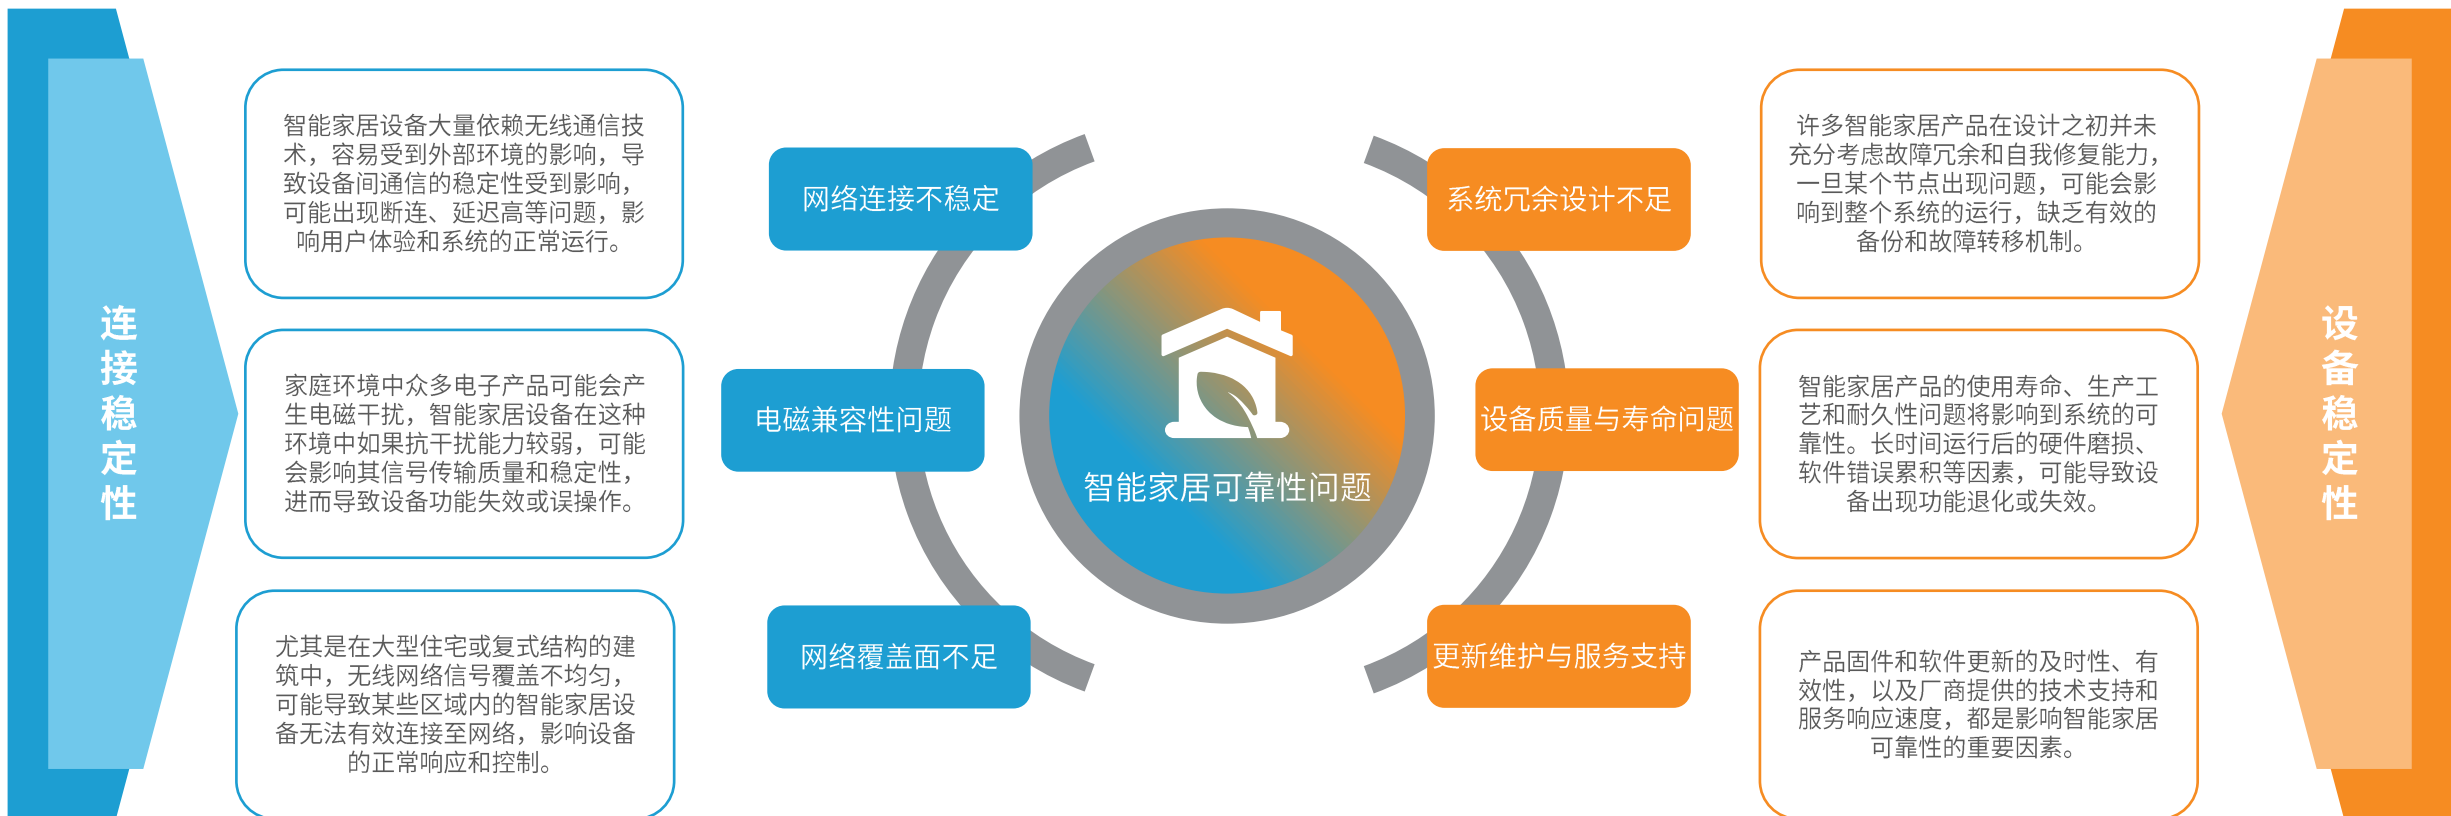 连接稳定性
智能家居设备大量依赖无线通信技
术，容易受到外部环境的影响，导
致设备间通信的稳定性受到影响，
可能出现断连、延迟高等问题，影
响用户体验和系统的正常运行。
家庭环境中众多电子产品可能会产
生电磁干扰，智能家居设备在这种
环境中如果抗干扰能力较弱，可能
会影响其信号传输质量和稳定性，
进而导致设备功能失效或误操作。
尤其是在大型住宅或复式结构的建
筑中，无线网络信号覆盖不均匀，
可能导致某些区域内的智能家居设
备无法有效连接至网络，影响设备
的正常响应和控制。
网络连接不稳定
电磁兼容性问题
网络覆盖面不足
智能家居可靠性问题
系统冗余设计不足
设备质量与寿命问题
更新维护与服务支持
许多智能家居产品在设计之初并未
充分考虑故障冗余和自我修复能力，
一旦某个节点出现问题，可能会影
响到整个系统的运行，缺乏有效的
备份和故障转移机制。
智能家居产品的使用寿命、生产工
艺和耐久性问题将影响到系统的可
靠性。长时间运行后的硬件磨损、
软件错误累积等因素，可能导致设
备出现功能退化或失效。
产品固件和软件更新的及时性、有
效性，以及厂商提供的技术支持和
服务响应速度，都是影响智能家居
可靠性的重要因素。
设备稳定性